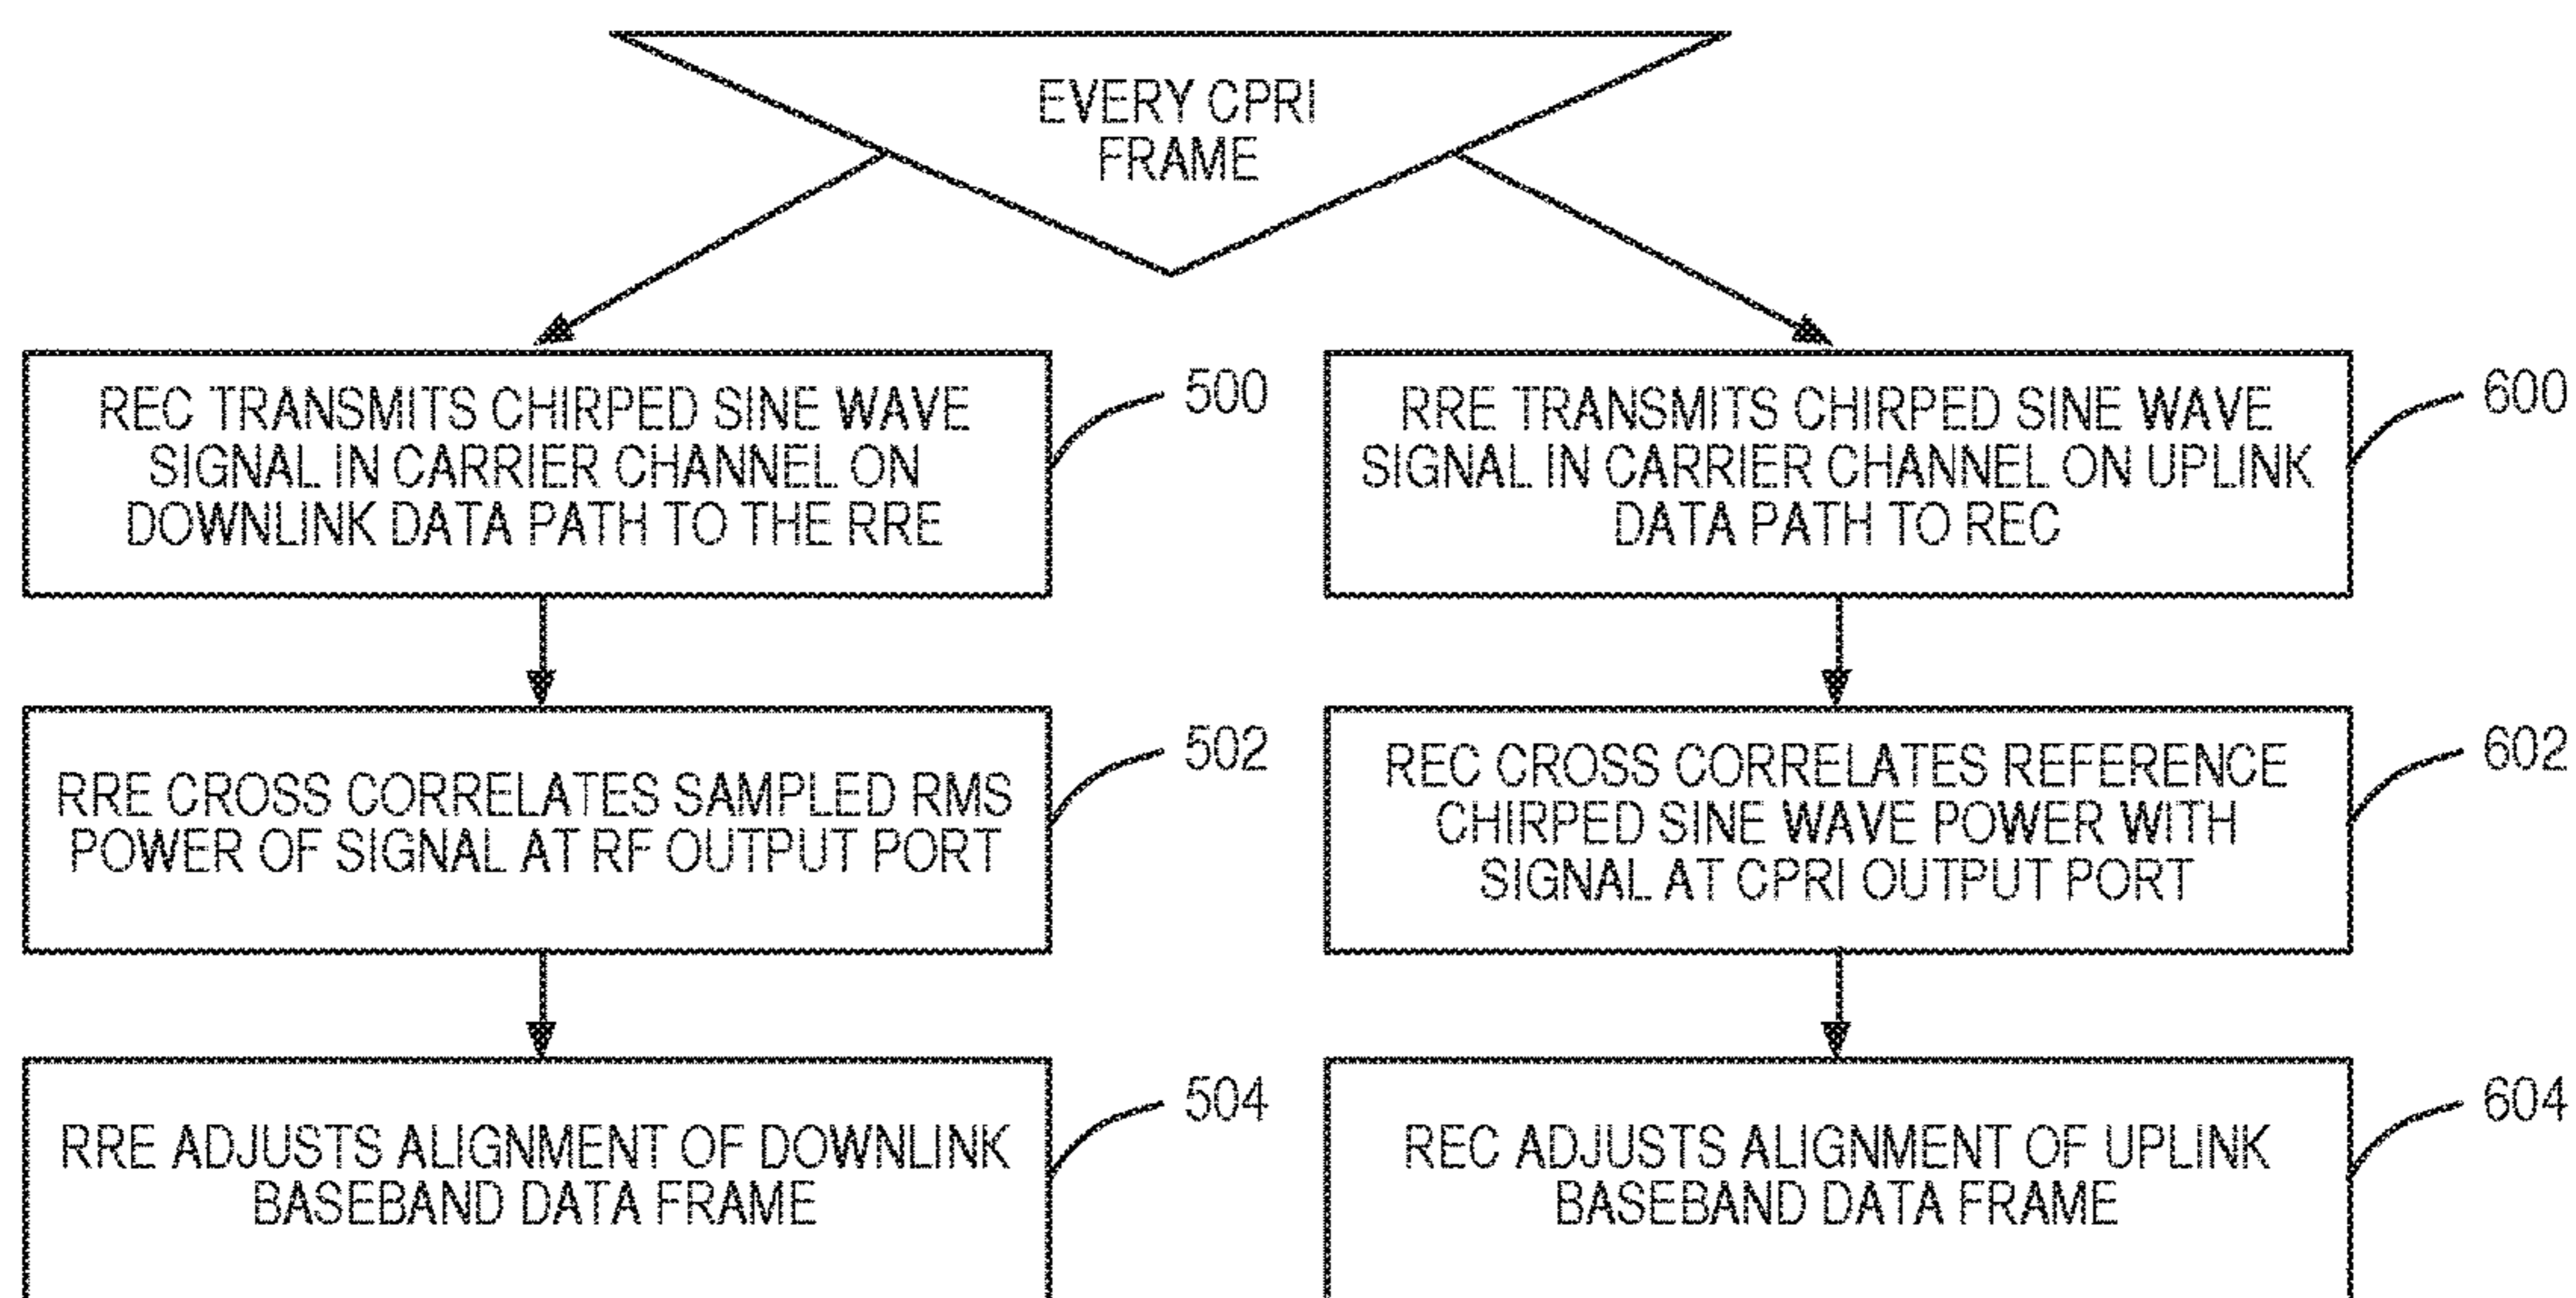 EVERY CPRI
FRAME
REC TRANSMITS CHIRPED SINE WAVE
SIGNAL IN CARRIER CHANNEL ON
DOWNLINK DATA PATH TO THE RRE
500
RRE TRANSMITS CHIRPED SINE WAVE
SIGNAL IN CARRIER CHANNEL ON UPLINK
DATA PATH TO REC
600
RRE CROSS CORRELATES SAMPLED RMS
POWER OF SIGNAL AT RF OUTPUT PORT
502
REC CROSS CORRELATES REFERENCE
CHIRPED SINE WAVE POWER WITH
SIGNAL AT CPRI OUTPUT PORT
602
RRE ADJUSTS ALIGNMENT OF DOWNLINK
BASEBAND DATA FRAME
504
REC ADJUSTS ALIGNMENT OF UPLINK
BASEBAND DATA FRAME
604